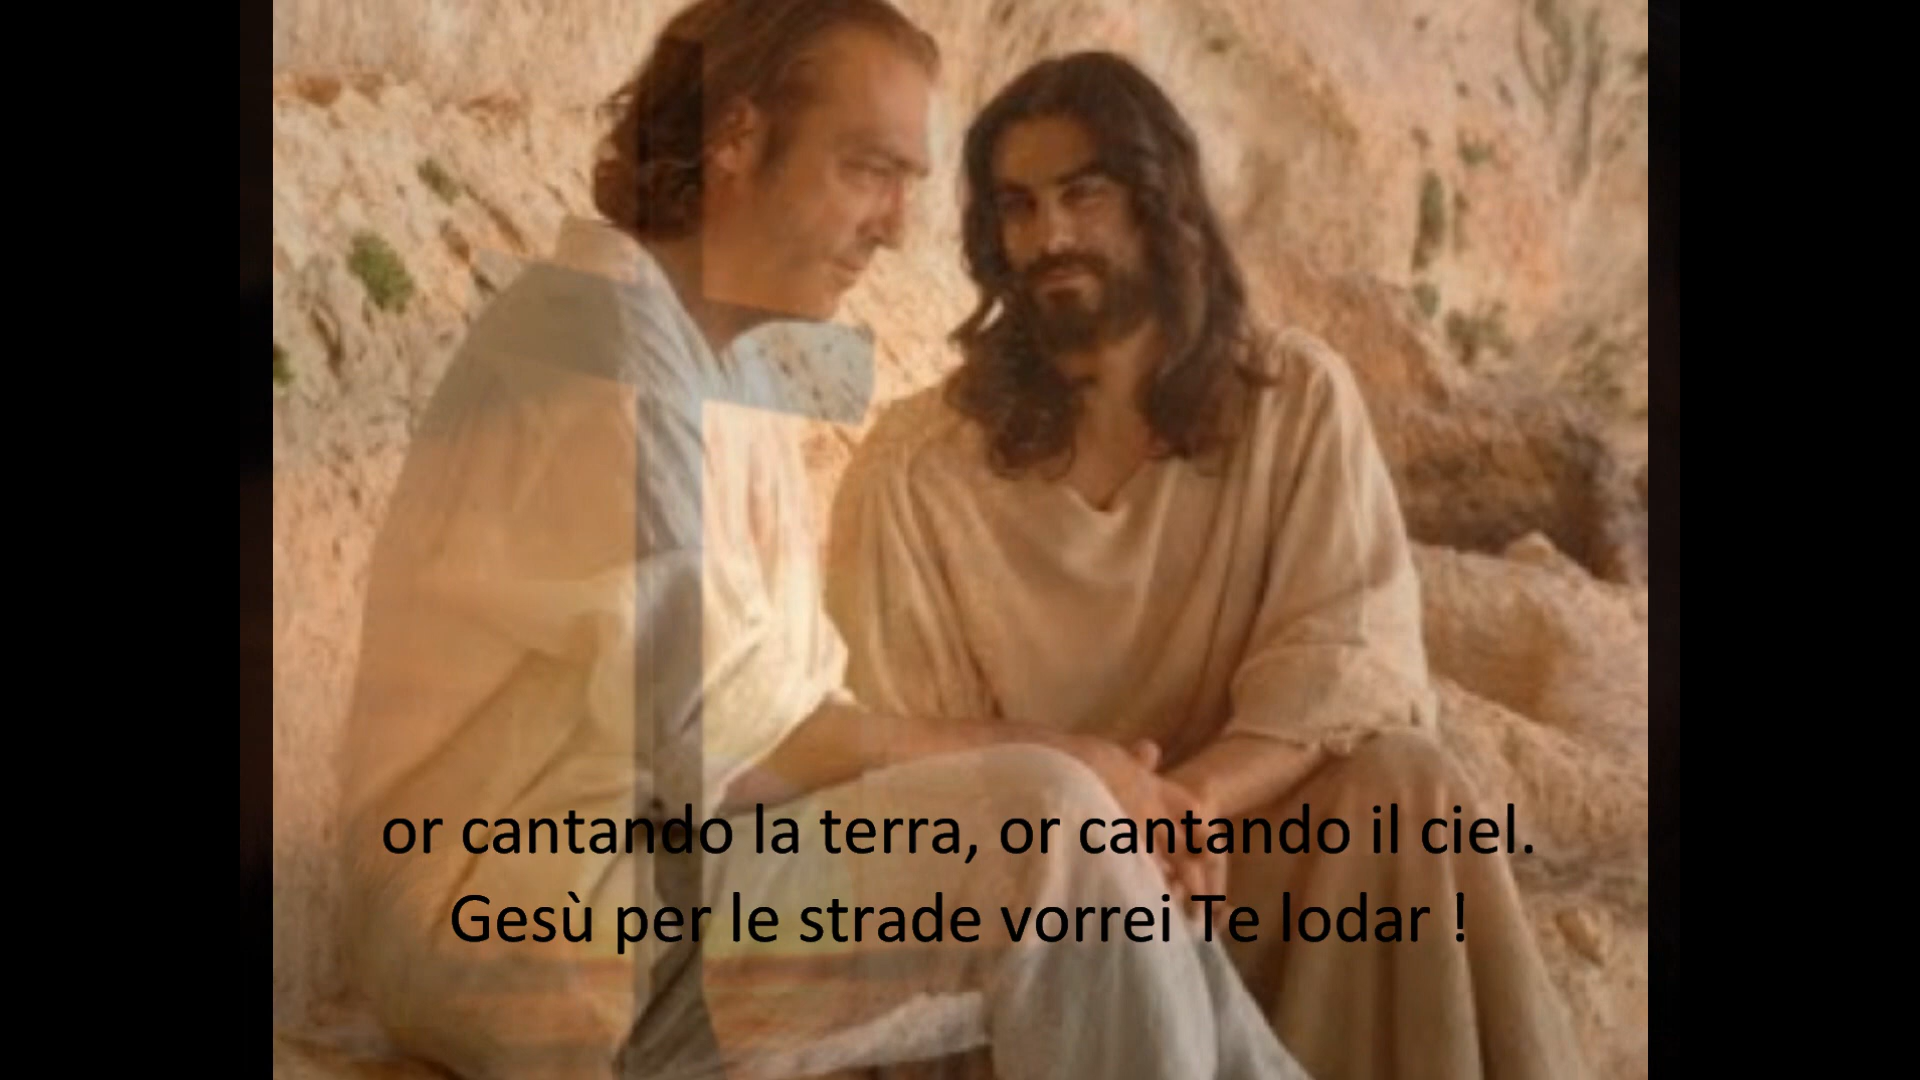 or cantando la terra, or cantando il ciel.
Gesù per le strade vorrei Te lodar !